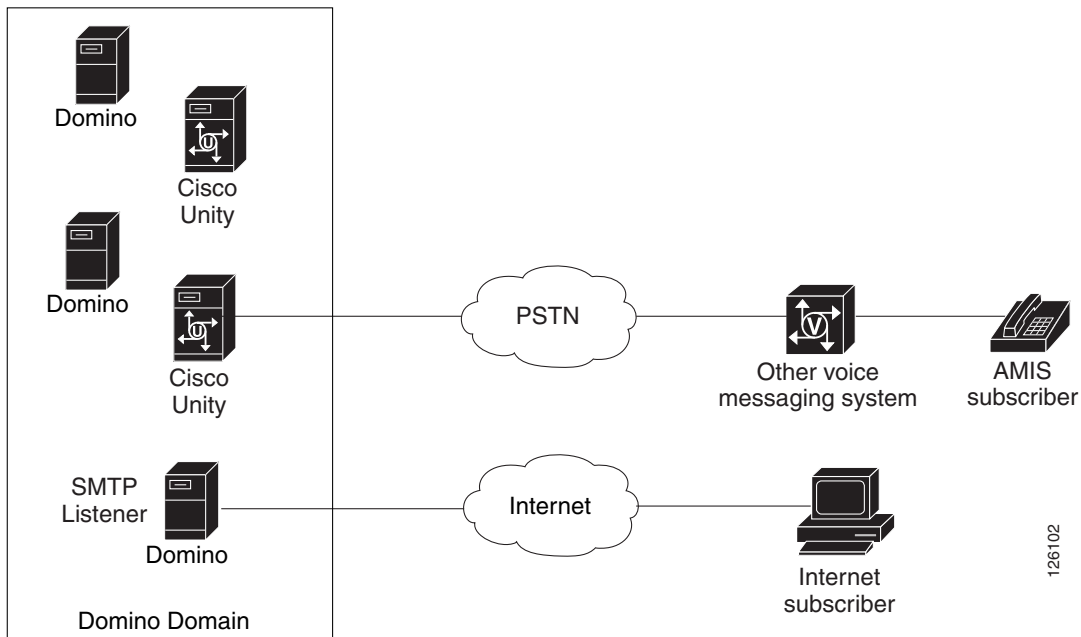 Domino
U
Cisco
Unity
Domino
U
Cisco
Unity
PSTN
V
Other voice
messaging system
AMIS
subscriber
SMTP
Listener
Domino
Internet
Internet
subscriber
Domino Domain
126102